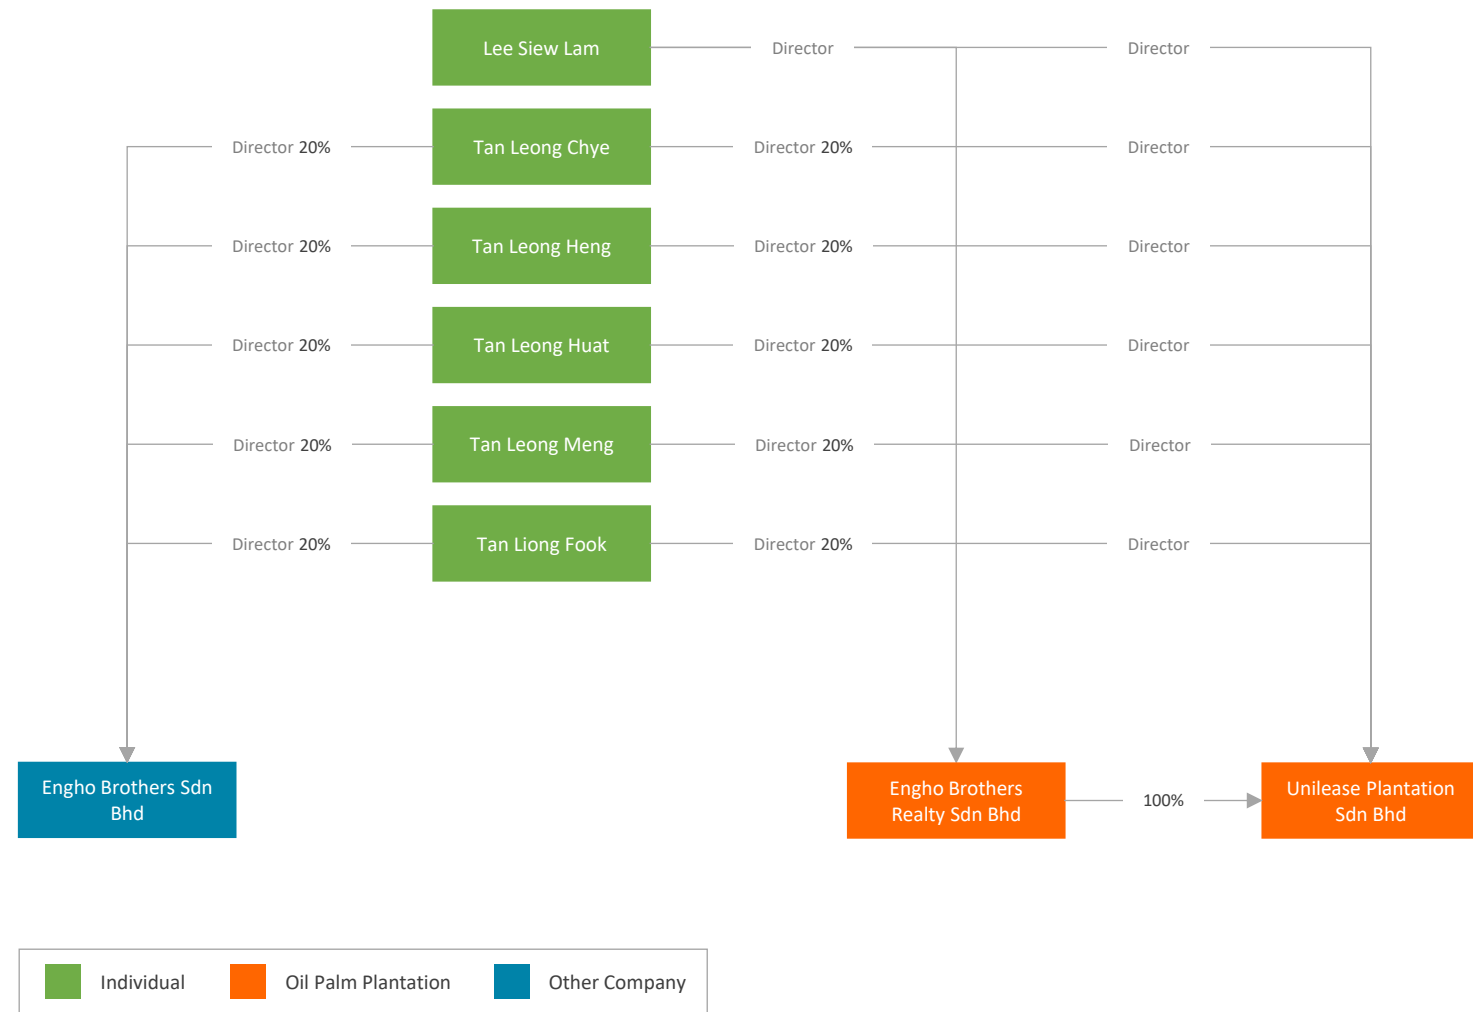 Lee Siew Lam Director Director
Director 20% Tan Leong Chye Director 20% Director
Director 20% Tan Leong Heng Director 20% Director
Director 20% Tan Leong Huat Director 20% Director
Director 20% Tan Leong Meng Director 20% Director
Director 20% Tan Liong Fook Director 20% Director
Engho Brothers Sdn
Bhd
Engho Brothers
Realty Sdn Bhd
100%
Unilease Plantation
Sdn Bhd
Individual Oil Palm Plantation Other Company